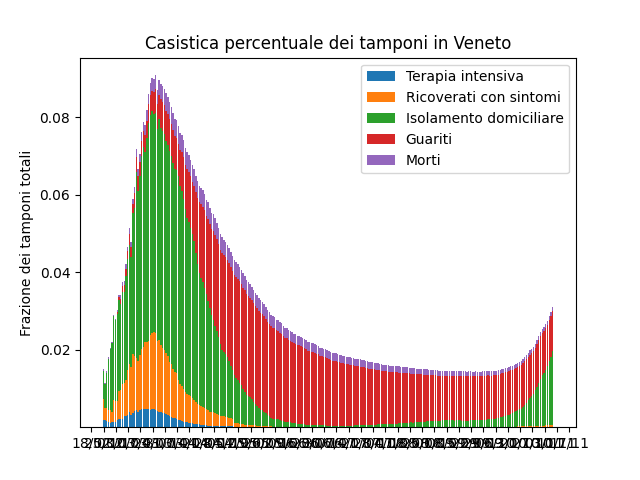 Casistica percentuale dei tamponi in Veneto
Terapia intensiva
Ricoverati con sintomi
Isolamento domiciliare
Guariti
Morti
Frazione dei tamponi totali
0.08
0.06
0.04
0.02